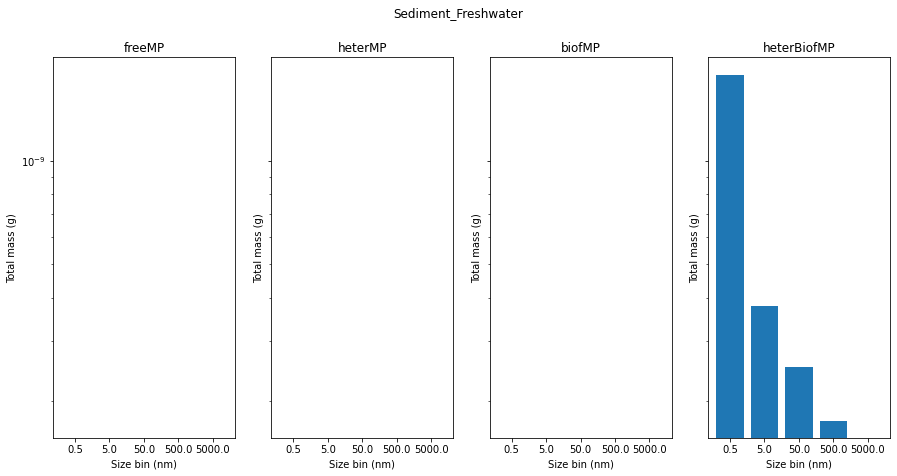 Sediment_Freshwater
freeMP
heterMP
biofMP
heterBiofMP
10⁻⁹
Total mass (g)
Total mass (g)
Total mass (g)
Total mass (g)
0.5 5.0 50.0 500.0 5000.0
0.5 5.0 50.0 500.0 5000.0
0.5 5.0 50.0 500.0 5000.0
0.5 5.0 50.0 500.0 5000.0
Size bin (nm)
Size bin (nm)
Size bin (nm)
Size bin (nm)